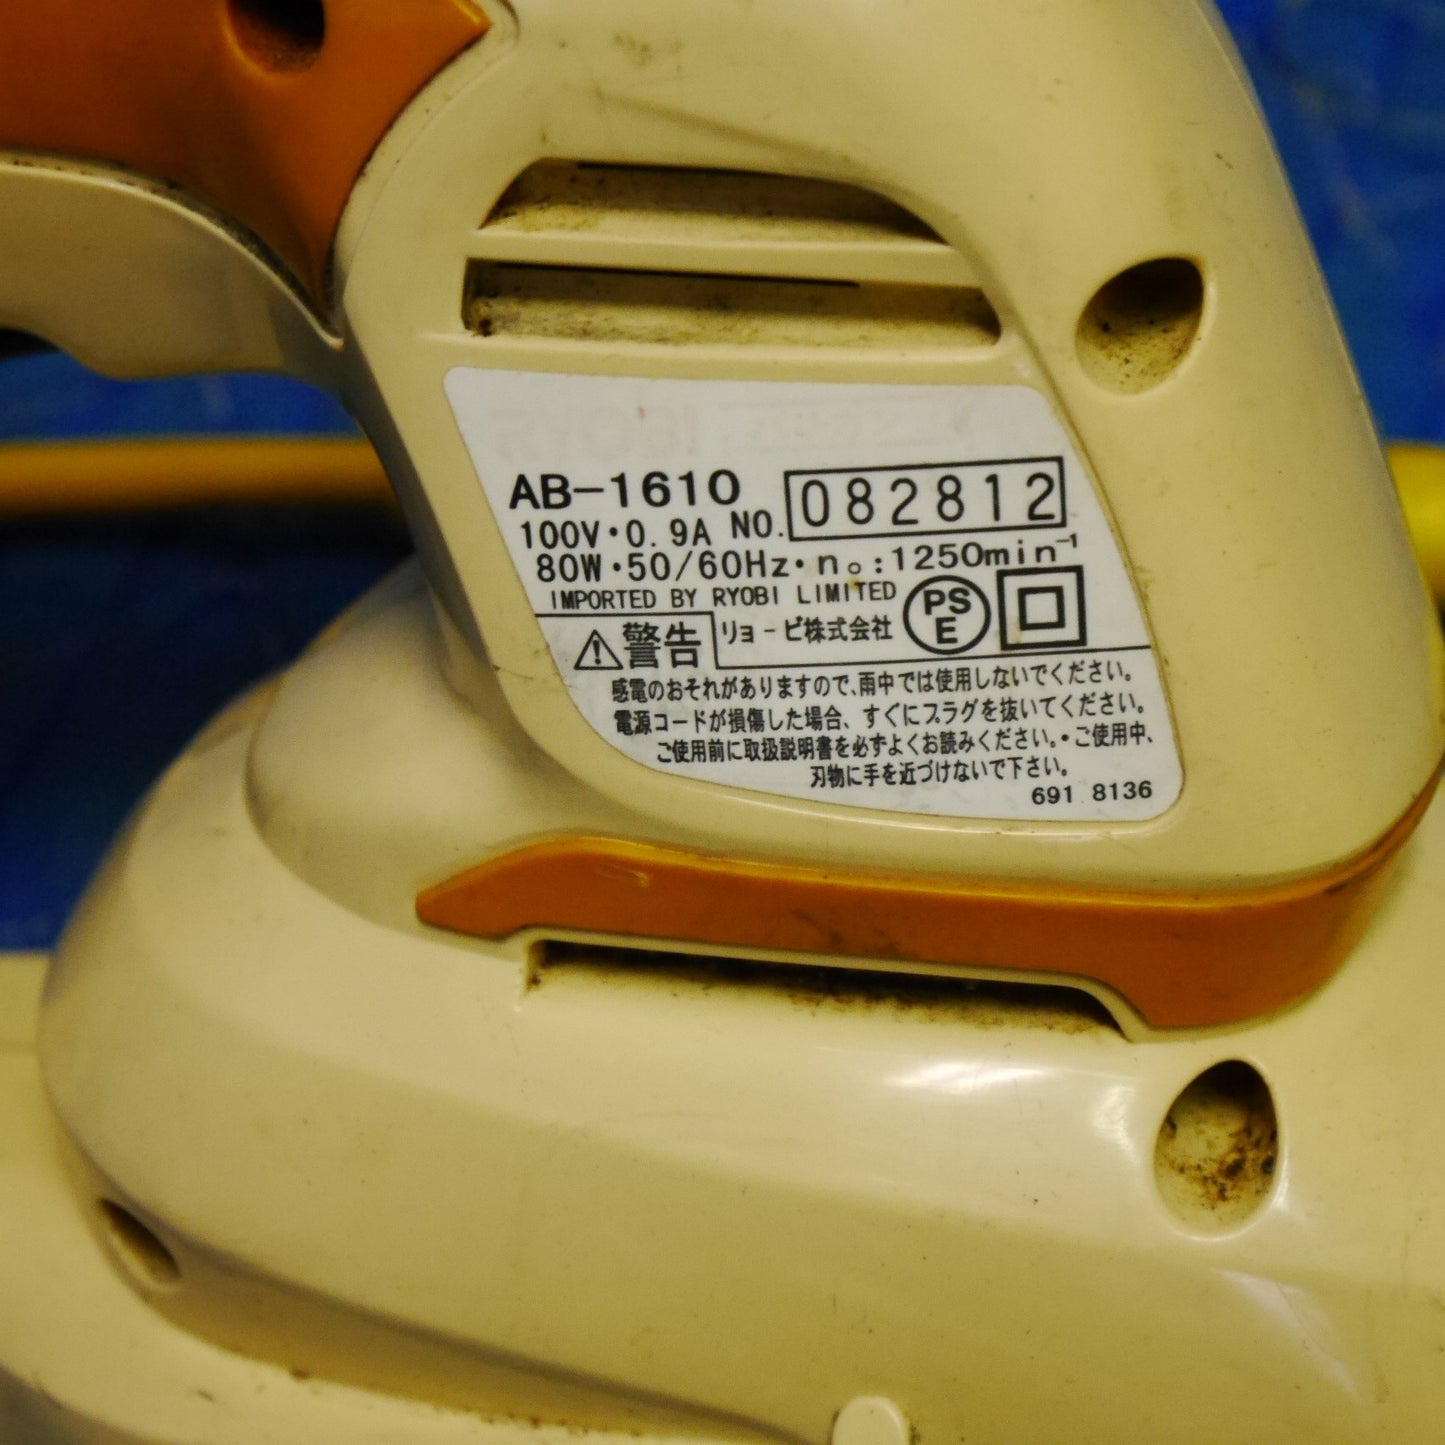 AB-1610
100V・0.9A NO. 082812
80W・50/60Hz・n₀:1250min⁻¹
IMPORTED BY RYOBI LIMITED
PSE
⚠警告 リョービ株式会社
感電のおそれがありますので、雨中では使用しないでください。
電源コードが損傷した場合、すぐにプラグを抜いてください。
ご使用前に取扱説明書を必ずよくお読みください。・ご使用中、
刃物に手を近づけないで下さい。
691 8136